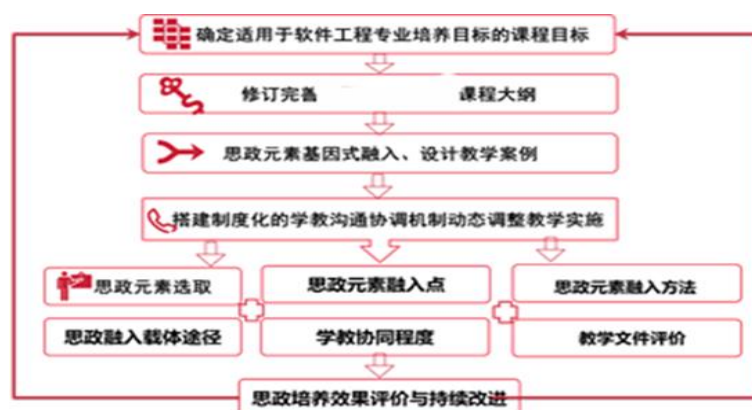 确定适用于软件工程专业培养目标的课程目标
修订完善 课程大纲
思政元素基因式融入、设计教学案例
搭建制度化的学教沟通协调机制动态调整教学实施
思政元素选取
思政元素融入点
思政元素融入方法
思政融入载体途径
学教协同程度
教学文件评价
思政培养效果评价与持续改进